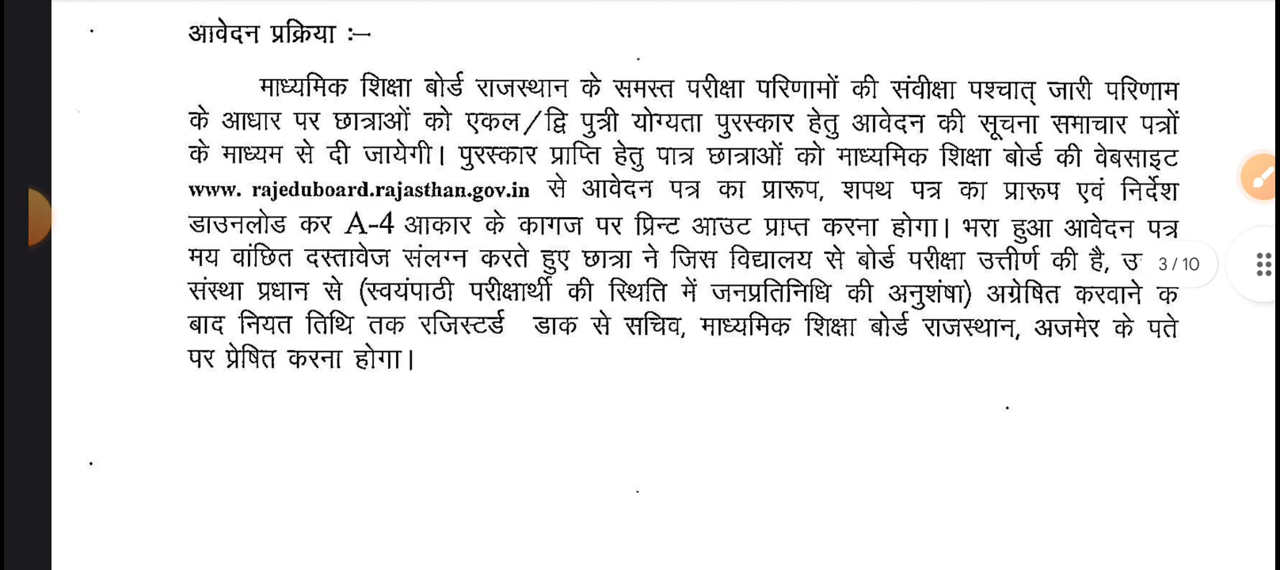 आवेदन प्रक्रिया :—
माध्यमिक शिक्षा बोर्ड राजस्थान के समस्त परीक्षा परिणामों की संवीक्षा पश्चात् जारी परिणाम
के आधार पर छात्राओं को एकल/द्वि पुत्री योग्यता पुरस्कार हेतु आवेदन की सूचना समाचार पत्रों
के माध्यम से दी जायेगी। पुरस्कार प्राप्ति हेतु पात्र छात्राओं को माध्यमिक शिक्षा बोर्ड की वेबसाइट
www. rajeduboard.rajasthan.gov.in से आवेदन पत्र का प्रारूप, शपथ पत्र का प्रारूप एवं निर्देश
डाउनलोड कर A-4 आकार के कागज पर प्रिन्ट आउट प्राप्त करना होगा। भरा हुआ आवेदन पत्र
मय वांछित दस्तावेज संलग्न करते हुए छात्रा ने जिस विद्यालय से बोर्ड परीक्षा उत्तीर्ण की है, 3/10
संस्था प्रधान से (स्वयंपाठी परीक्षार्थी की स्थिति में जनप्रतिनिधि की अनुशंषा) अग्रेषित करवाने क
बाद नियत तिथि तक रजिस्टर्ड डाक से सचिव, माध्यमिक शिक्षा बोर्ड राजस्थान, अजमेर के पते
पर प्रेषित करना होगा।